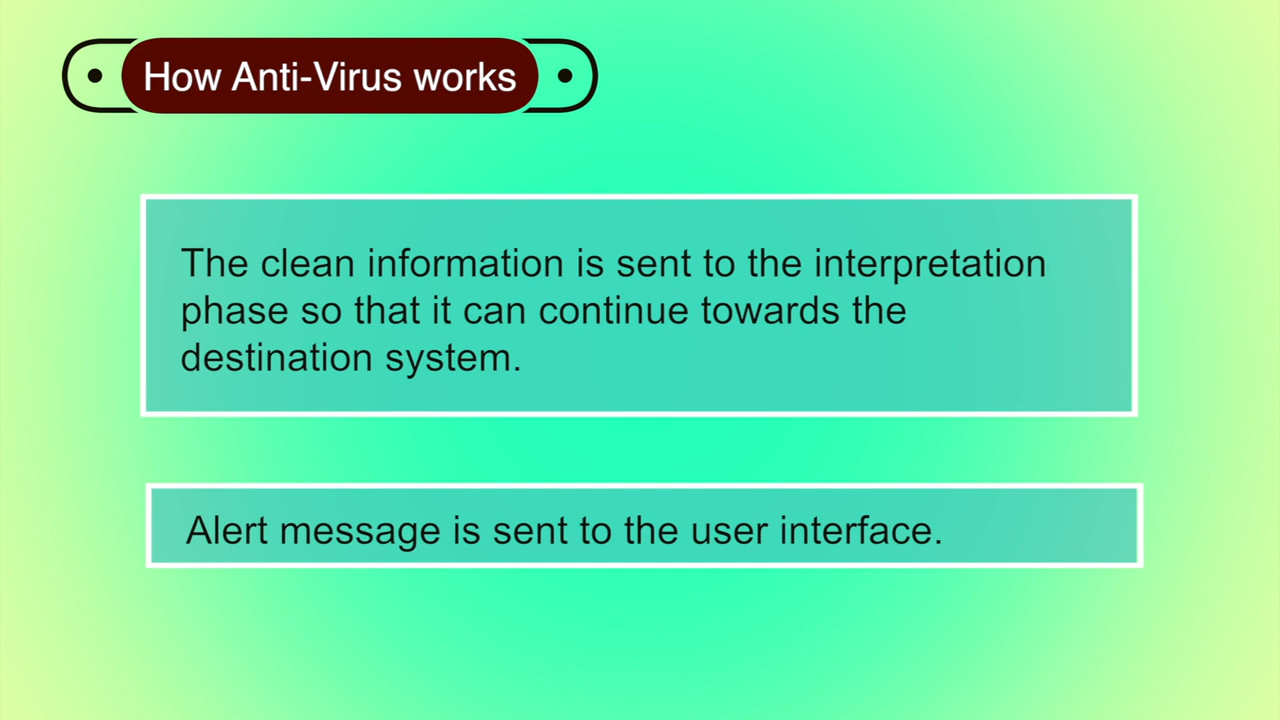 How Anti-Virus works
The clean information is sent to the interpretation
phase so that it can continue towards the
destination system.
Alert message is sent to the user interface.